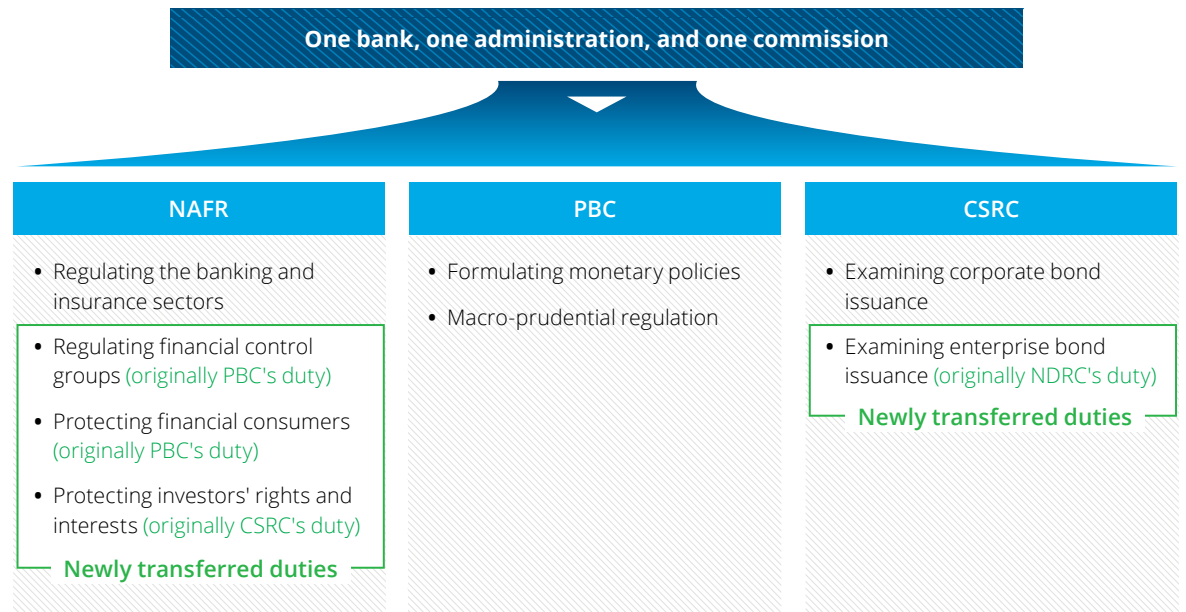 One bank, one administration, and one commission
NAFR
• Regulating the banking and
insurance sectors
• Regulating financial control
groups (originally PBC's duty)
• Protecting financial consumers
(originally PBC's duty)
• Protecting investors' rights and
interests (originally CSRC's duty)
Newly transferred duties
PBC
• Formulating monetary policies
• Macro-prudential regulation
CSRC
• Examining corporate bond
issuance
• Examining enterprise bond
issuance (originally NDRC's duty)
Newly transferred duties